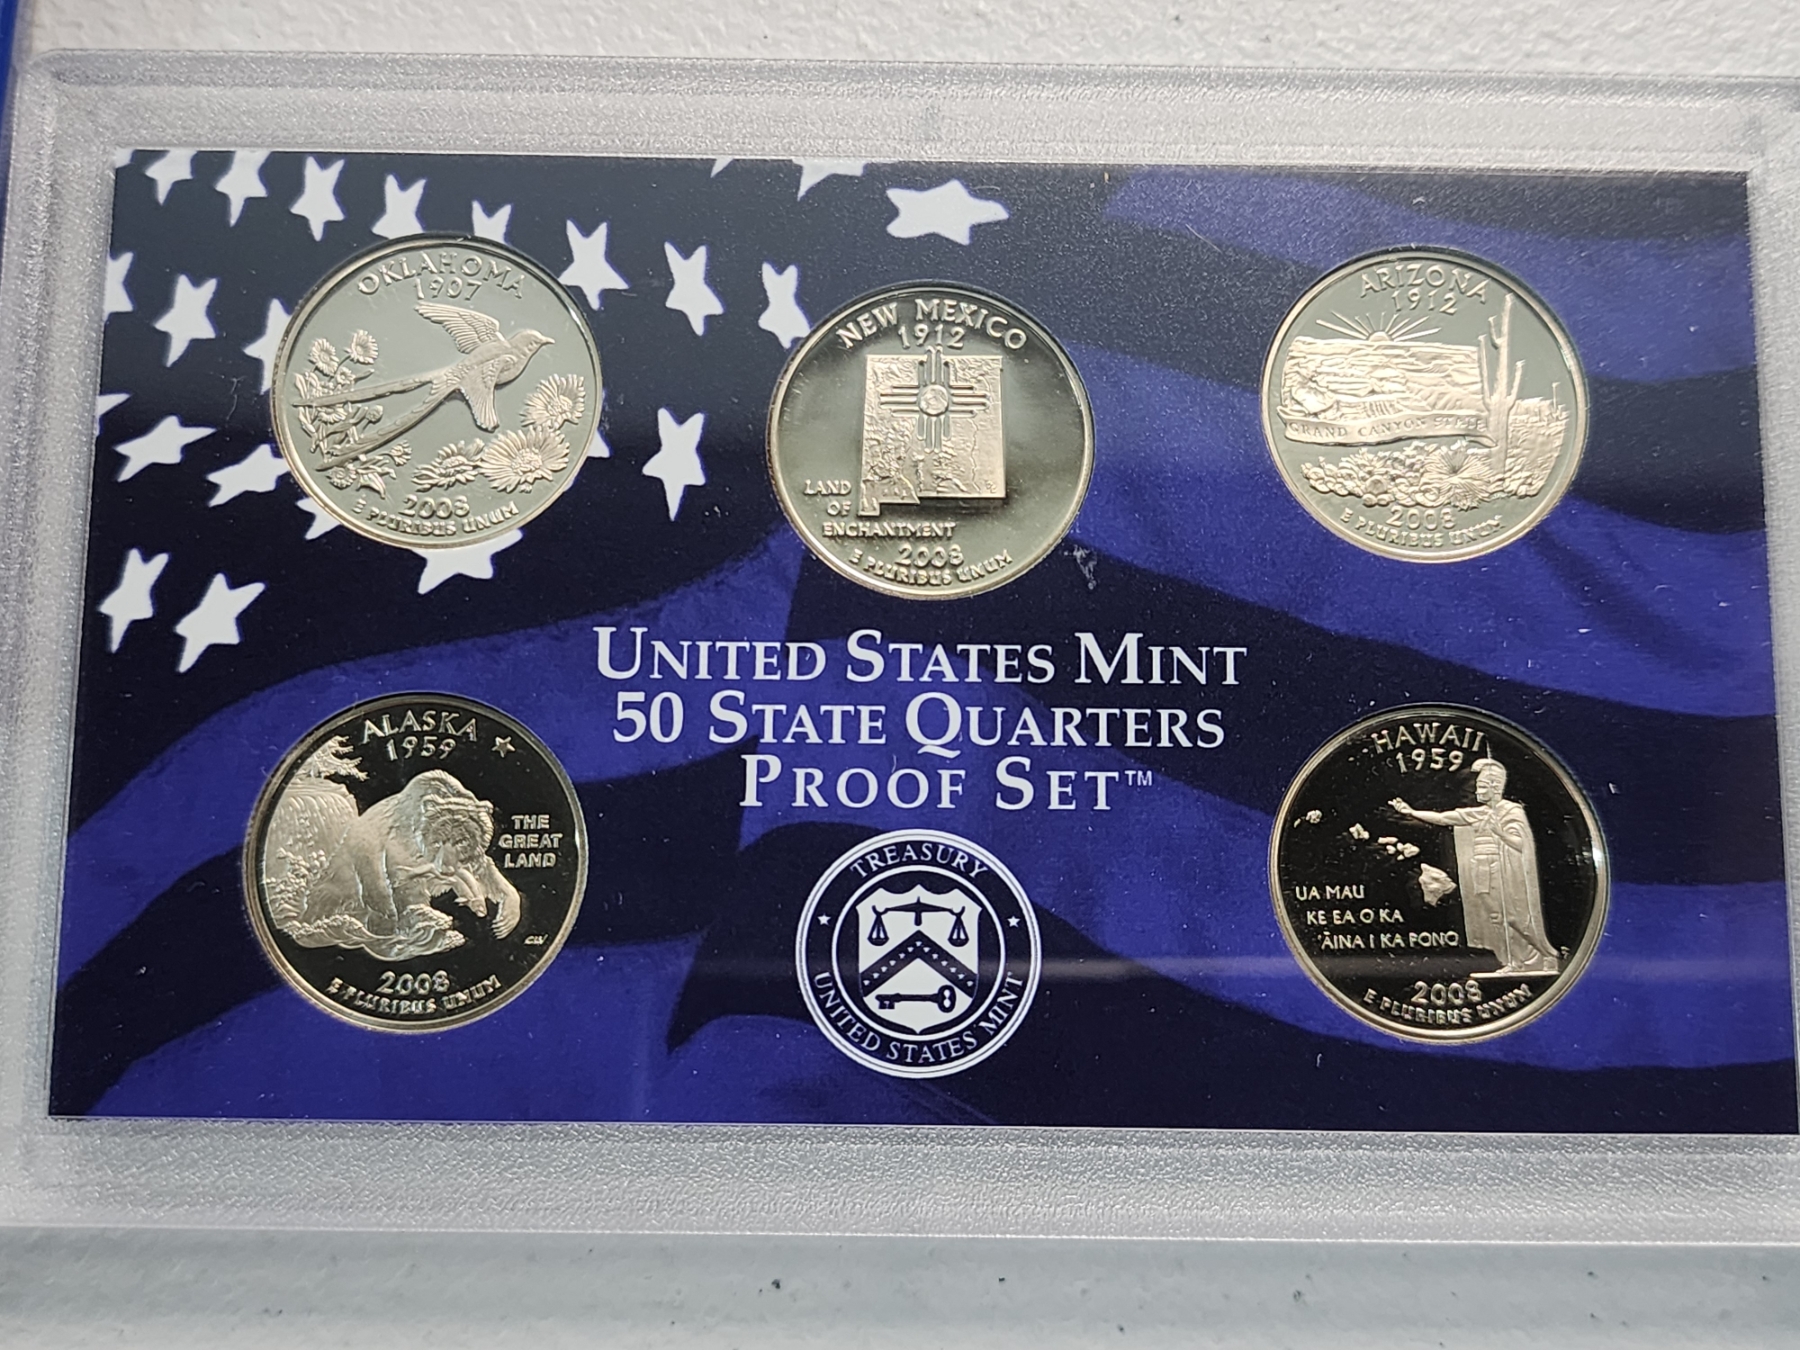 OKLAHOMA
1907
2008
E PLURIBUS UNUM
NEW MEXICO
1912
LAND
OF
ENCHANTMENT
2008
E PLURIBUS UNUM
ARIZONA
1912
GRAND CANYON STATE
2008
E PLURIBUS UNUM
UNITED STATES MINT
50 STATE QUARTERS
PROOF SET™
ALASKA
1959
THE
GREAT
LAND
CW
2008
E PLURIBUS UNUM
TREASURY
UNITED STATES MINT
HAWAII
1959
UA MAU
KE EA O KA
ʻĀINA I KA PONO
2008
E PLURIBUS UNUM